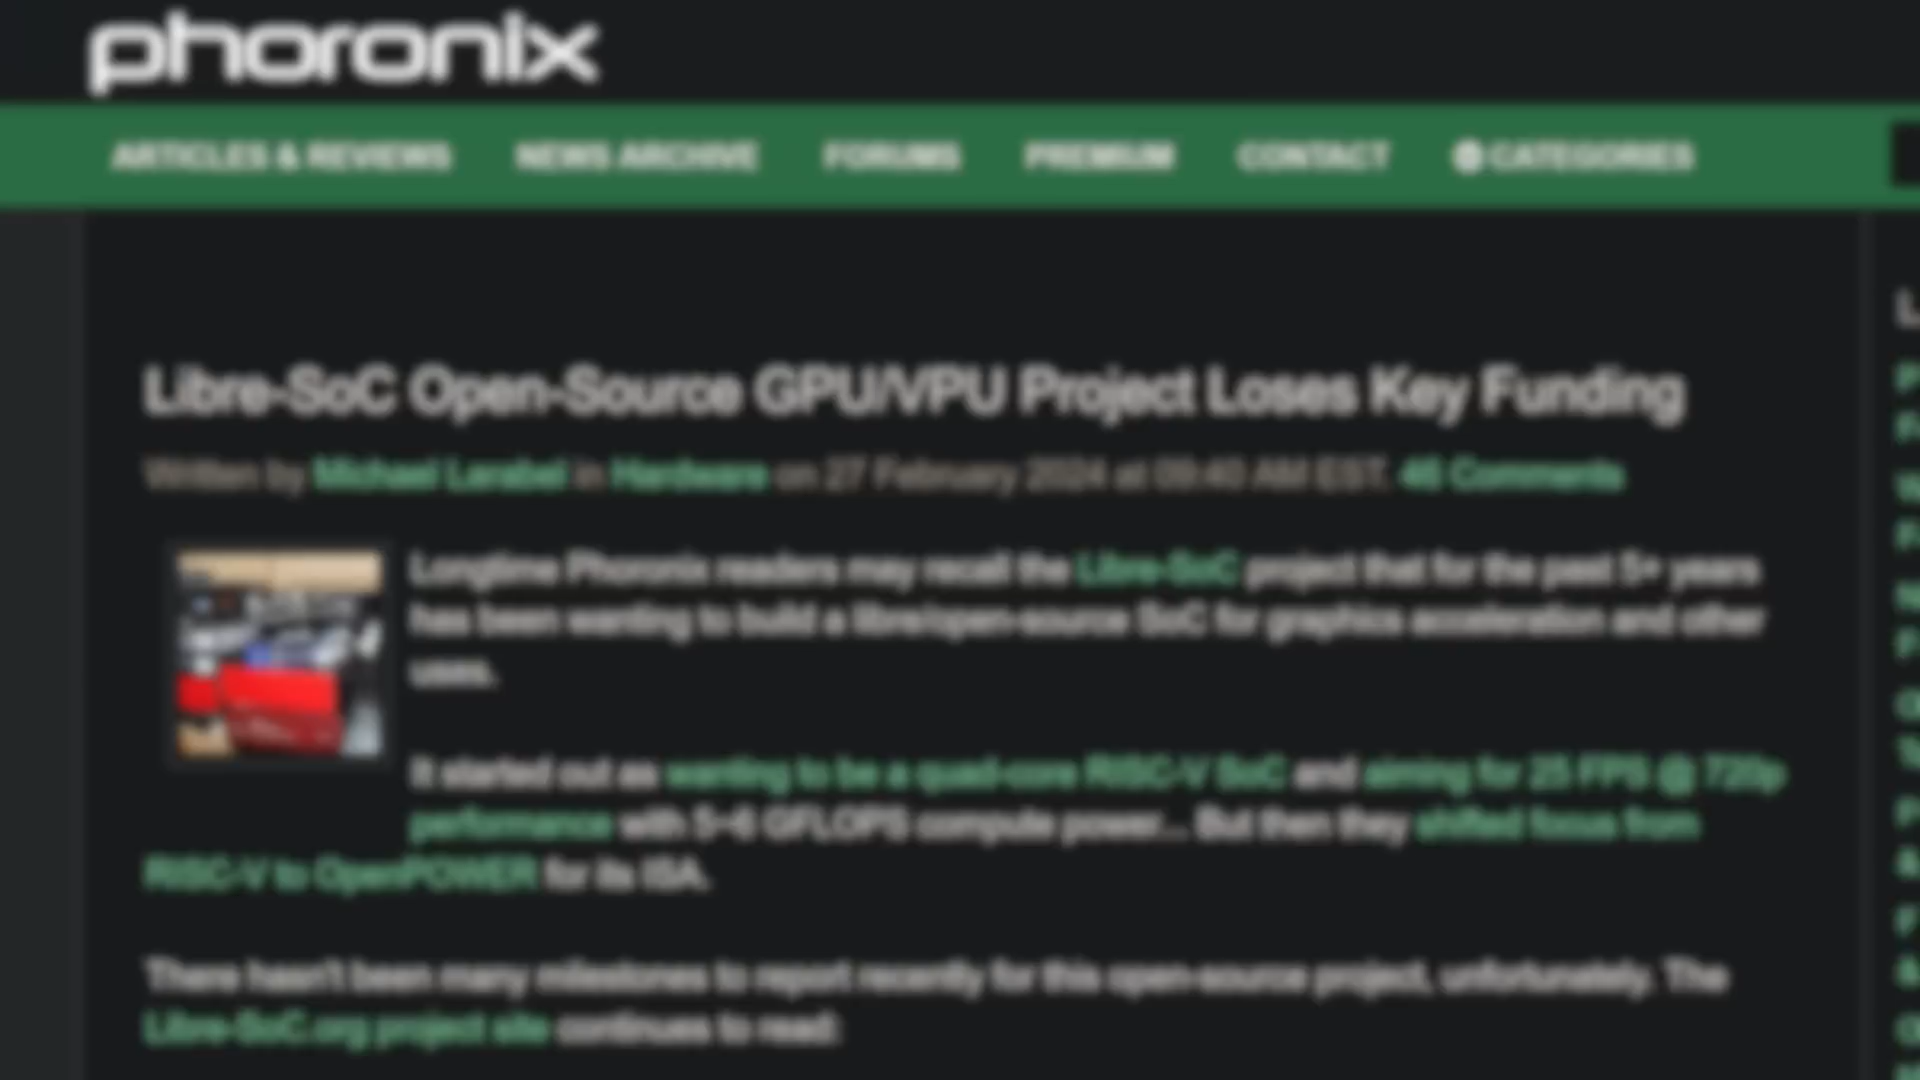 phoronix
ARTICLES & REVIEWS NEWS ARCHIVE FORUMS PREMIUM CONTACT CATEGORIES
Libre-SoC Open-Source GPU/VPU Project Loses Key Funding
Written by Michael Larabel in Hardware on 27 February 2024 at 09:40 AM EST. 46 Comments
Longtime Phoronix readers may recall the Libre-SoC project that for the past 5+ years
has been wanting to build a libre/open-source SoC for graphics acceleration and other
uses.
It started out as wanting to be a quad-core RISC-V SoC and aiming for 25 FPS @ 720p
performance with 5~6 GFLOPS compute power... But then they shifted focus from
RISC-V to OpenPOWER for its ISA.
There hasn't been many milestones to report recently for this open-source project, unfortunately. The
Libre-SoC.org project site continues to read: